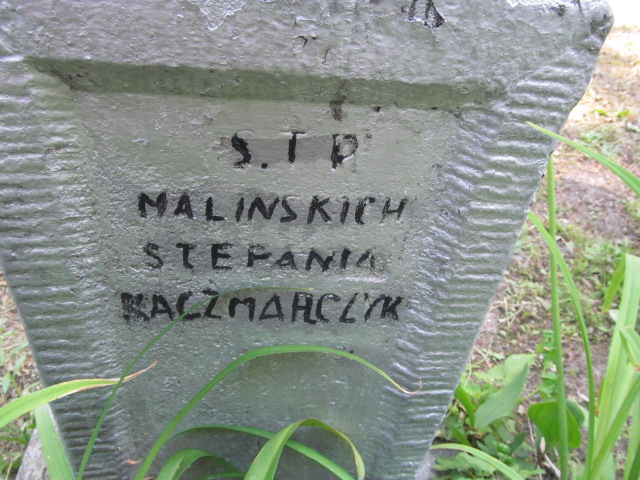 S.T P
MALINSKICH
STEFANIA
KACZMARCZYK